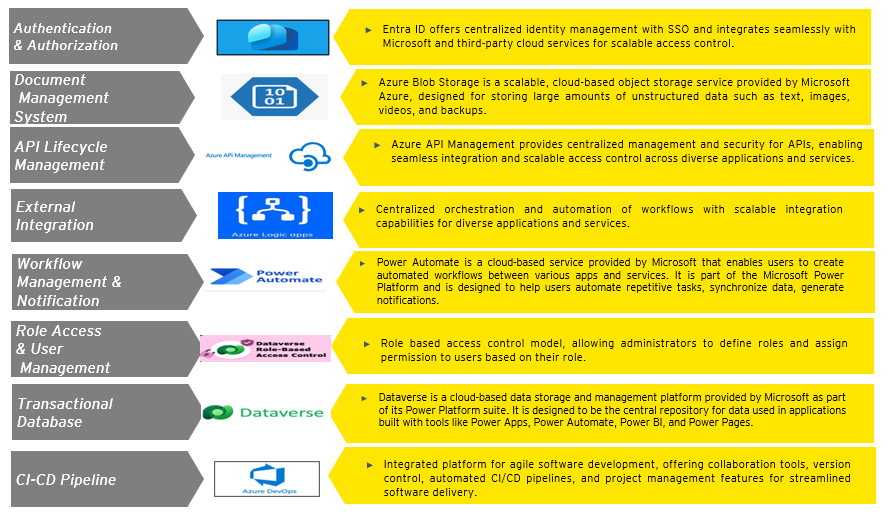 Authentication
& Authorization
► Entra ID offers centralized identity management with SSO and integrates seamlessly with
Microsoft and third-party cloud services for scalable access control.
Document
Management
System
10
01
► Azure Blob Storage is a scalable, cloud-based object storage service provided by Microsoft
Azure, designed for storing large amounts of unstructured data such as text, images,
videos, and backups.
API Lifecycle
Management
Azure API Management
► Azure API Management provides centralized management and security for APIs, enabling
seamless integration and scalable access control across diverse applications and services.
External
Integration
Azure Logic apps
► Centralized orchestration and automation of workflows with scalable integration
capabilities for diverse applications and services.
Workflow
Management &
Notification
Power
Automate
► Power Automate is a cloud-based service provided by Microsoft that enables users to create
automated workflows between various apps and services. It is part of the Microsoft Power
Platform and is designed to help users automate repetitive tasks, synchronize data, generate
notifications.
Role Access
& User
Management
Dataverse
Role-Based
Access Control
► Role based access control model, allowing administrators to define roles and assign
permission to users based on their role.
Transactional
Database
Dataverse
► Dataverse is a cloud-based data storage and management platform provided by Microsoft as part
of its Power Platform suite. It is designed to be the central repository for data used in applications
built with tools like Power Apps, Power Automate, Power BI, and Power Pages.
CI-CD Pipeline
Azure DevOps
► Integrated platform for agile software development, offering collaboration tools, version
control, automated CI/CD pipelines, and project management features for streamlined
software delivery.